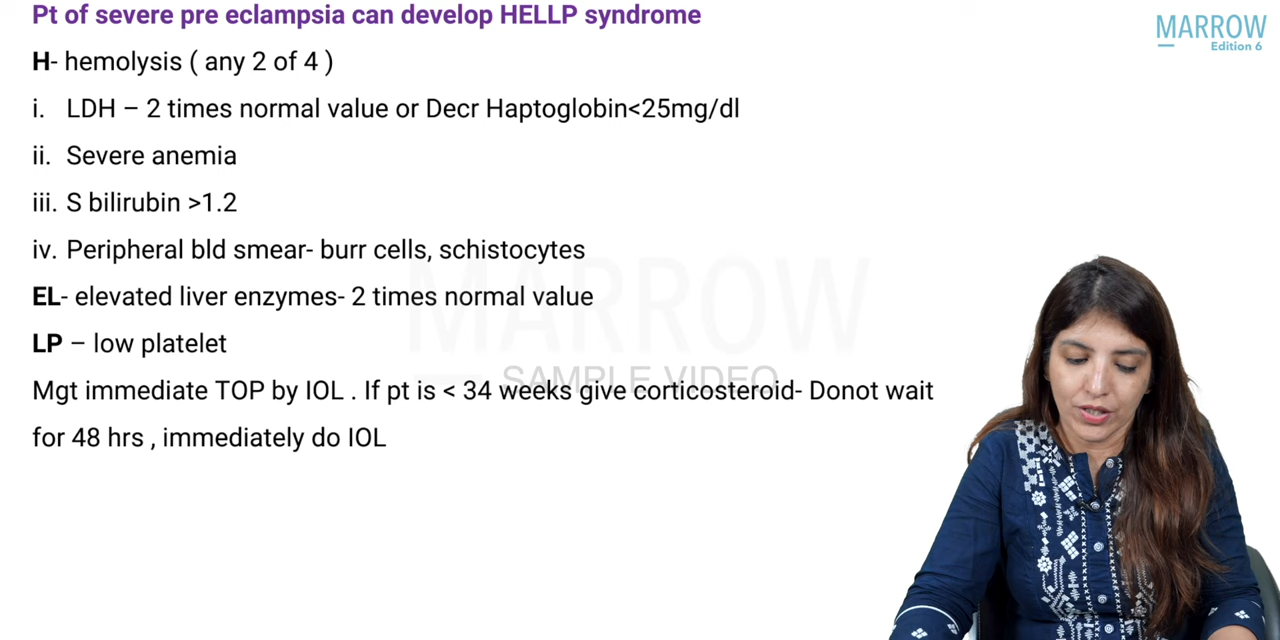 Pt of severe pre eclampsia can develop HELLP syndrome
MARROW
Edition 6
H- hemolysis ( any 2 of 4 )
i. LDH – 2 times normal value or Decr Haptoglobin<25mg/dl
ii. Severe anemia
iii. S bilirubin >1.2
iv. Peripheral bld smear- burr cells, schistocytes
EL- elevated liver enzymes- 2 times normal value
LP – low platelet
MARROW
SAMPLE VIDEO
Mgt immediate TOP by IOL . If pt is < 34 weeks give corticosteroid- Donot wait
for 48 hrs , immediately do IOL